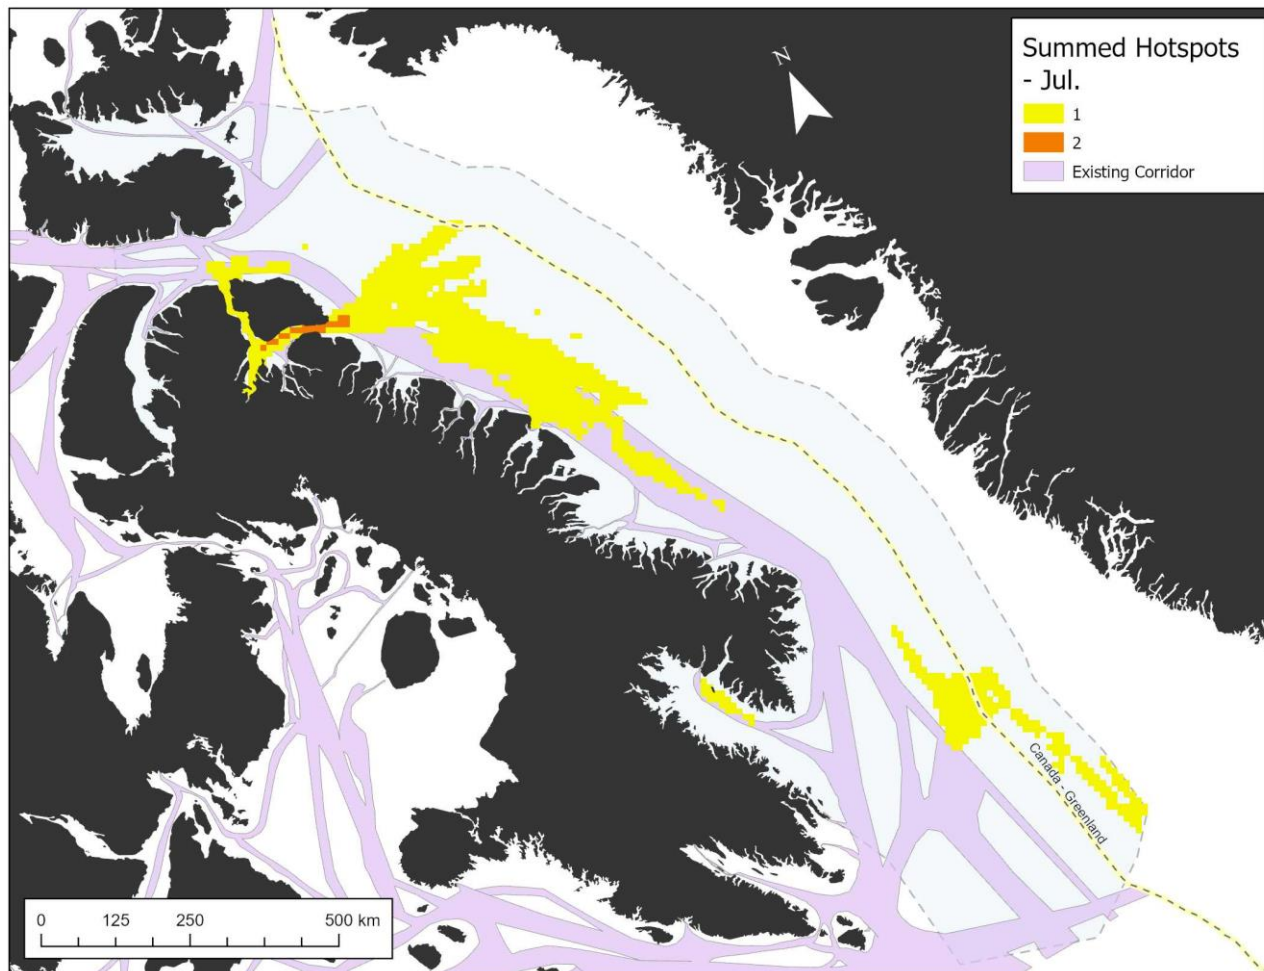 Summed Hotspots
- Jul.
1
2
Existing Corridor
N
Canada - Greenland
0 125 250 500 km